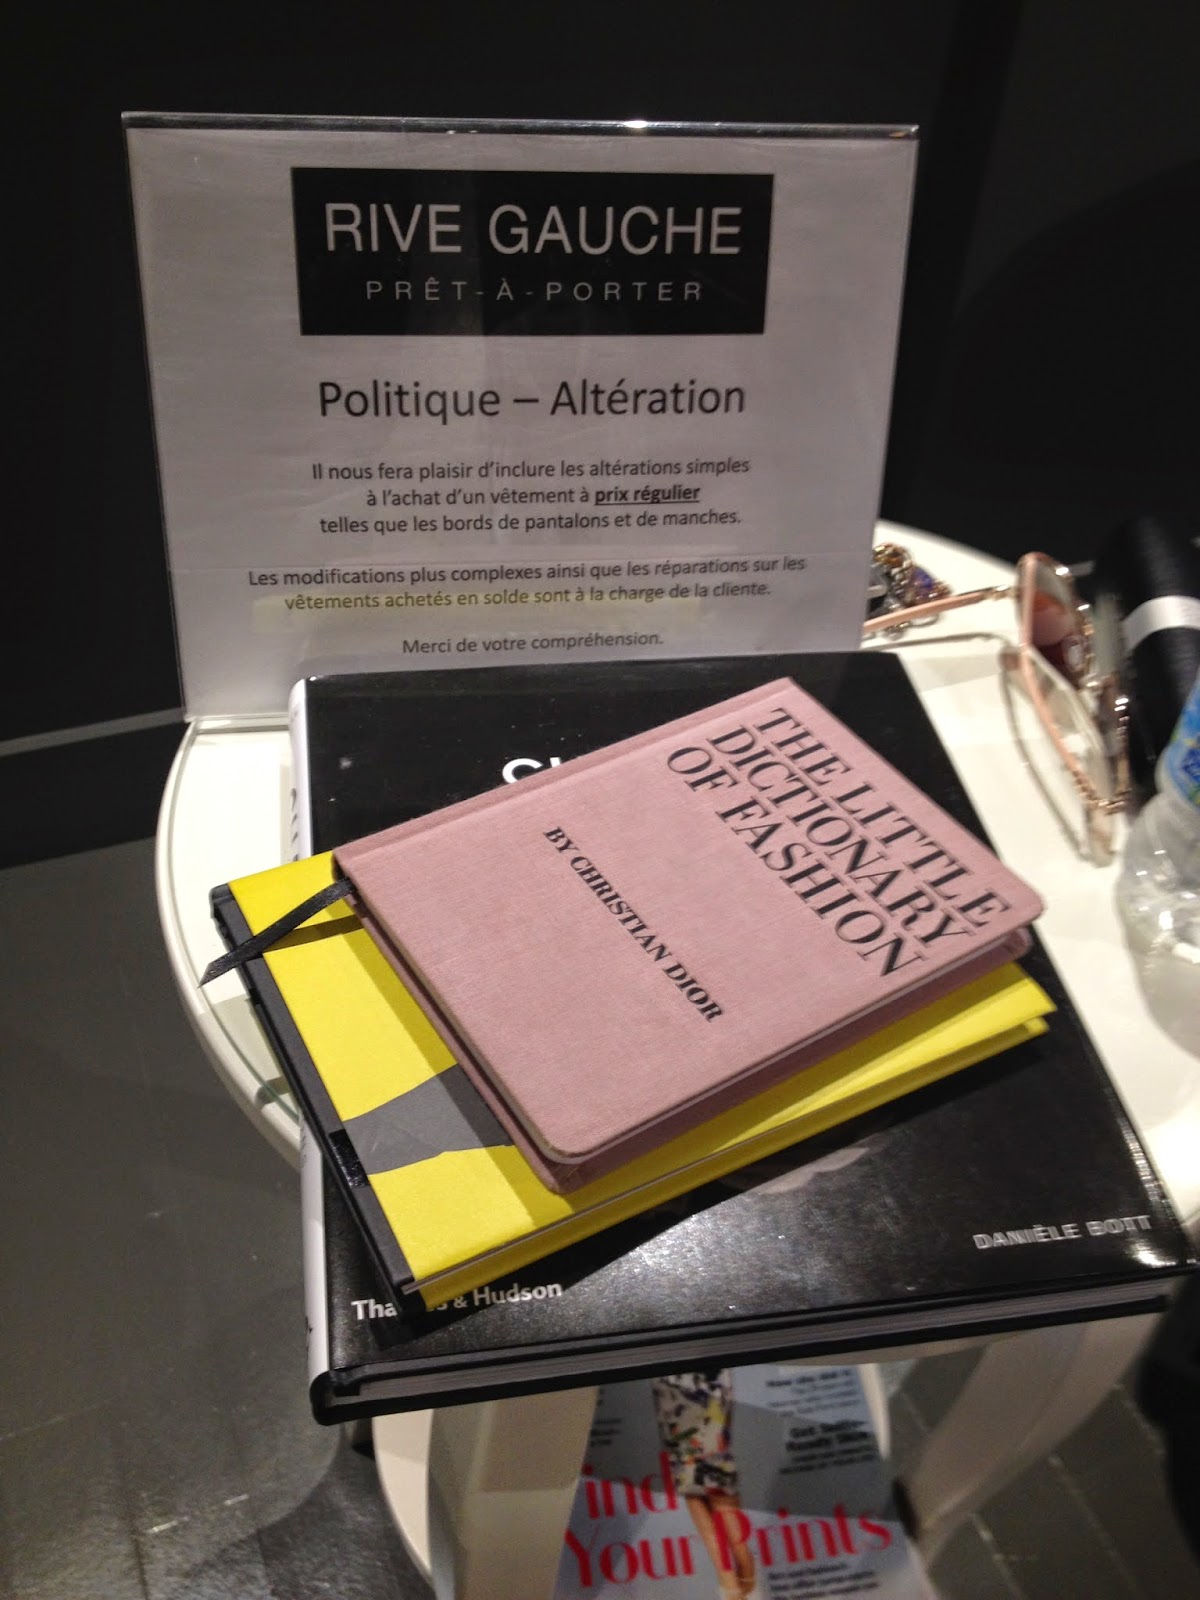 RIVE GAUCHE
PRÊT-À-PORTER
Politique – Altération
Il nous fera plaisir d'inclure les altérations simples
à l'achat d'un vêtement à prix régulier
telles que les bords de pantalons et de manches.
Les modifications plus complexes ainsi que les réparations sur les
vêtements achetés en solde sont à la charge de la cliente.
Merci de votre compréhension.
THE LITTLE
DICTIONARY
OF FASHION
BY CHRISTIAN DIOR
DANIÈLE BOTT
& Hudson
Your Prints